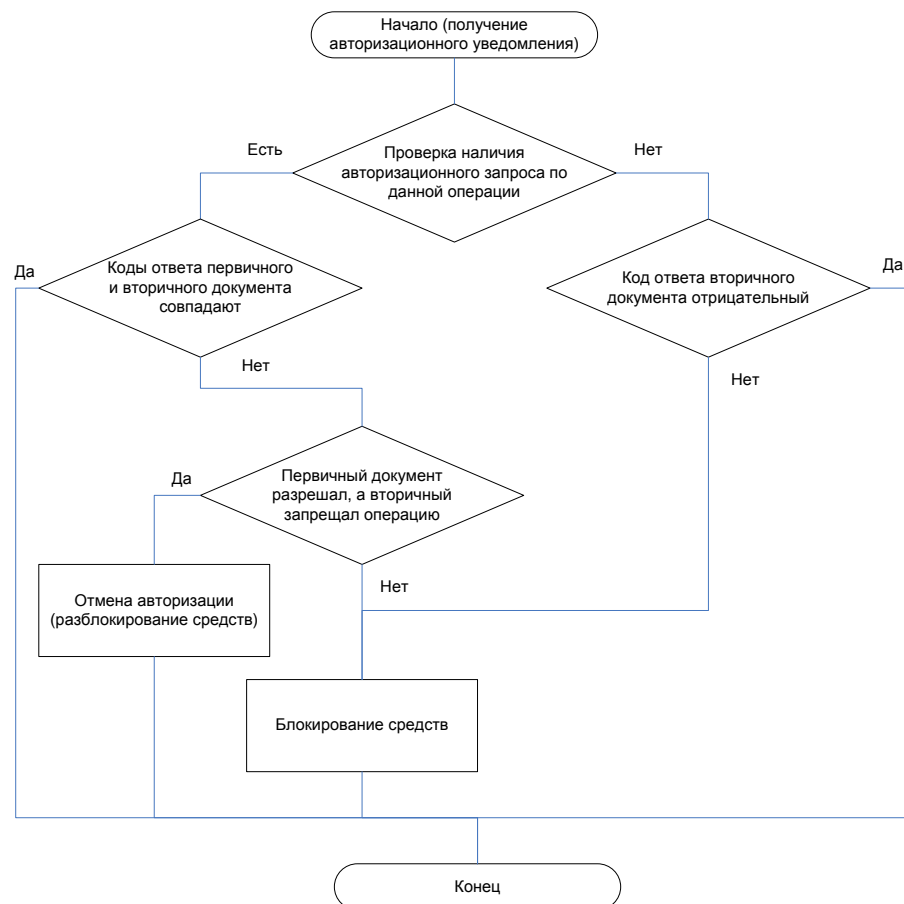 Начало (получение
авторизационного уведомления)
Есть
Проверка наличия
авторизационного запроса по
данной операции
Нет
Да
Коды ответа первичного
и вторичного документа
совпадают
Код ответа вторичного
документа отрицательный
Да
Нет
Нет
Да
Первичный документ
разрешал, а вторичный
запрещал операцию
Нет
Отмена авторизации
(разблокирование средств)
Блокирование средств
Конец